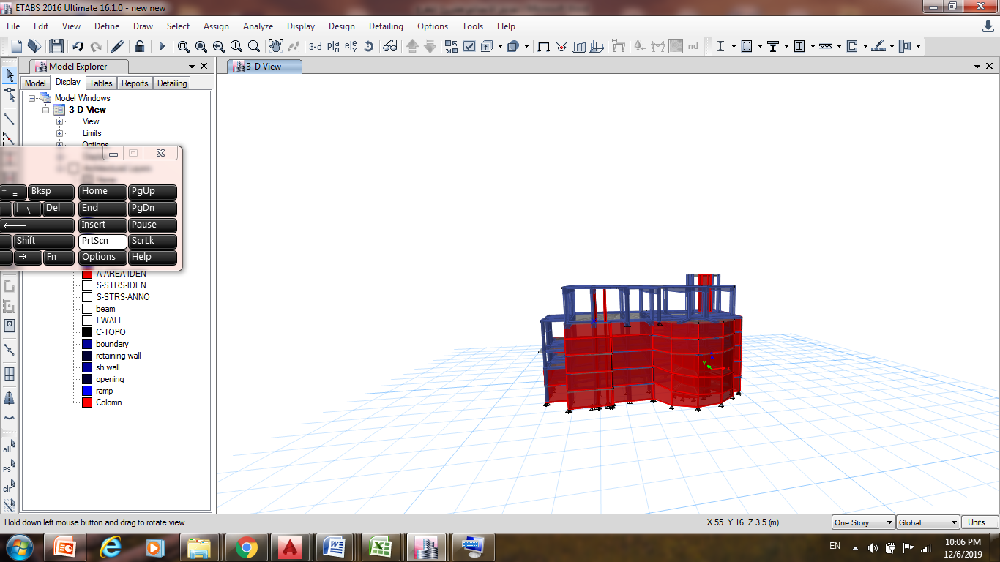 ETABS 2016 Ultimate 16.1.0 - new new
File Edit View Define Draw Select Assign Analyze Display Design Detailing Options Tools Help
3-d pla ele nd
Model Explorer
3-D View
Model Display Tables Reports Detailing
Model Windows
3-D View
View
Limits
Options
+ = Bksp Home PgUp
| \ Del End PgDn
Insert Pause
Shift PrtScn ScrLk
Fn Options Help
A-AREA-IDEN
S-STRS-IDEN
S-STRS-ANNO
beam
I-WALL
C-TOPO
boundary
retaining wall
sh wall
opening
ramp
Colomn
all
ps
clr
Y
Hold down left mouse button and drag to rotate view
X 55 Y 16 Z 3.5 (m)
One Story
Global
Units...
EN
10:06 PM
12/6/2019